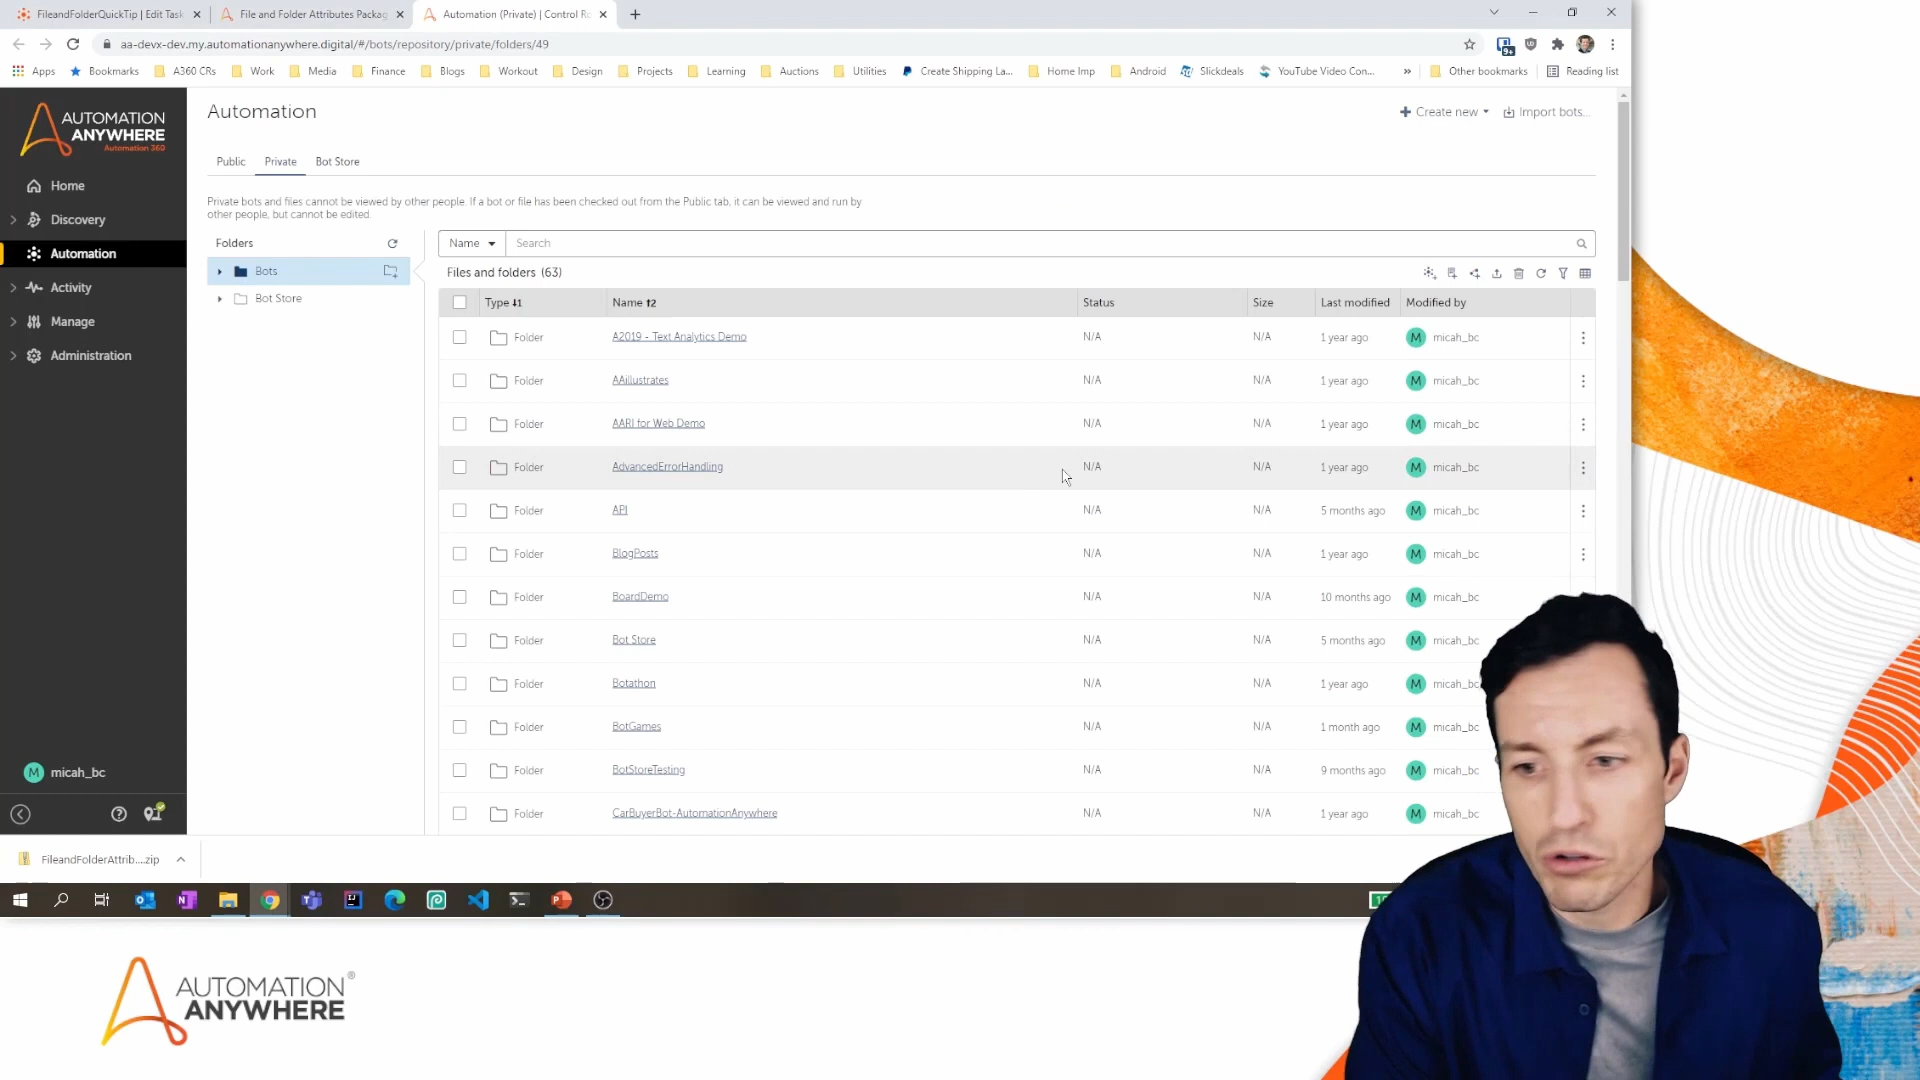 FileandFolderQuickTip | Edit Task
File and Folder Attributes Packag
Automation (Private) | Control Ro
aa-devx-dev.my.automationanywhere.digital/#/bots/repository/private/folders/49
9+
Apps
Bookmarks
A360 CRs
Work
Media
Finance
Blogs
Workout
Design
Projects
Learning
Auctions
Utilities
Create Shipping La...
Home Imp
Android
Slickdeals
YouTube Video Con...
»
Other bookmarks
Reading list
AUTOMATION
ANYWHERE
Automation 360
Home
Discovery
Automation
Activity
Manage
Administration
M micah_bc
Automation
Create new
Import bots...
Public
Private
Bot Store
Private bots and files cannot be viewed by other people. If a bot or file has been checked out from the Public tab, it can be viewed and run by
other people, but cannot be edited.
Folders
Bots
Bot Store
Name
Search
Files and folders (63)
Type Name Status Size Last modified Modified by
Folder A2019 - Text Analytics Demo N/A N/A 1 year ago M micah_bc
Folder AAillustrates N/A N/A 1 year ago M micah_bc
Folder AARI for Web Demo N/A N/A 1 year ago M micah_bc
Folder AdvancedErrorHandling N/A N/A 1 year ago M micah_bc
Folder API N/A N/A 5 months ago M micah_bc
Folder BlogPosts N/A N/A 1 year ago M micah_bc
Folder BoardDemo N/A N/A 10 months ago M micah_bc
Folder Bot Store N/A N/A 5 months ago M micah_bc
Folder Botathon N/A N/A 1 year ago M micah_bc
Folder BotGames N/A N/A 1 month ago M micah_bc
Folder BotStoreTesting N/A N/A 9 months ago M micah_bc
Folder CarBuyerBot-AutomationAnywhere N/A N/A 1 year ago M micah_bc
FileandFolderAttrib....zip
AUTOMATION®
ANYWHERE